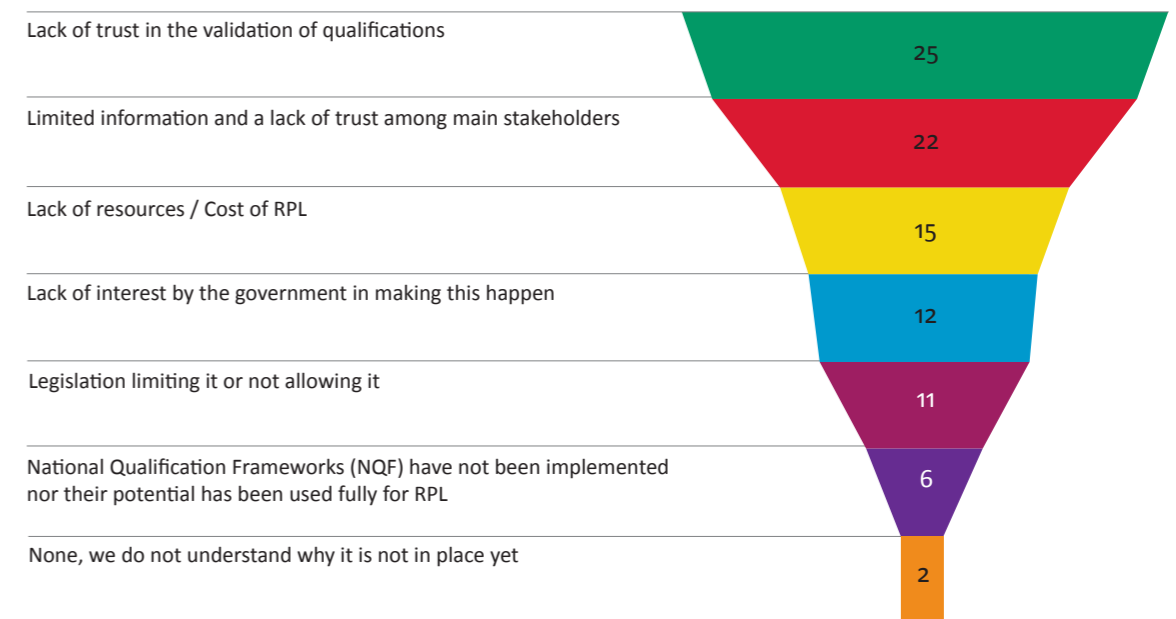 Lack of trust in the validation of qualifications
25
Limited information and a lack of trust among main stakeholders
22
Lack of resources / Cost of RPL
15
Lack of interest by the government in making this happen
12
Legislation limiting it or not allowing it
11
National Qualification Frameworks (NQF) have not been implemented
nor their potential has been used fully for RPL
6
None, we do not understand why it is not in place yet
2